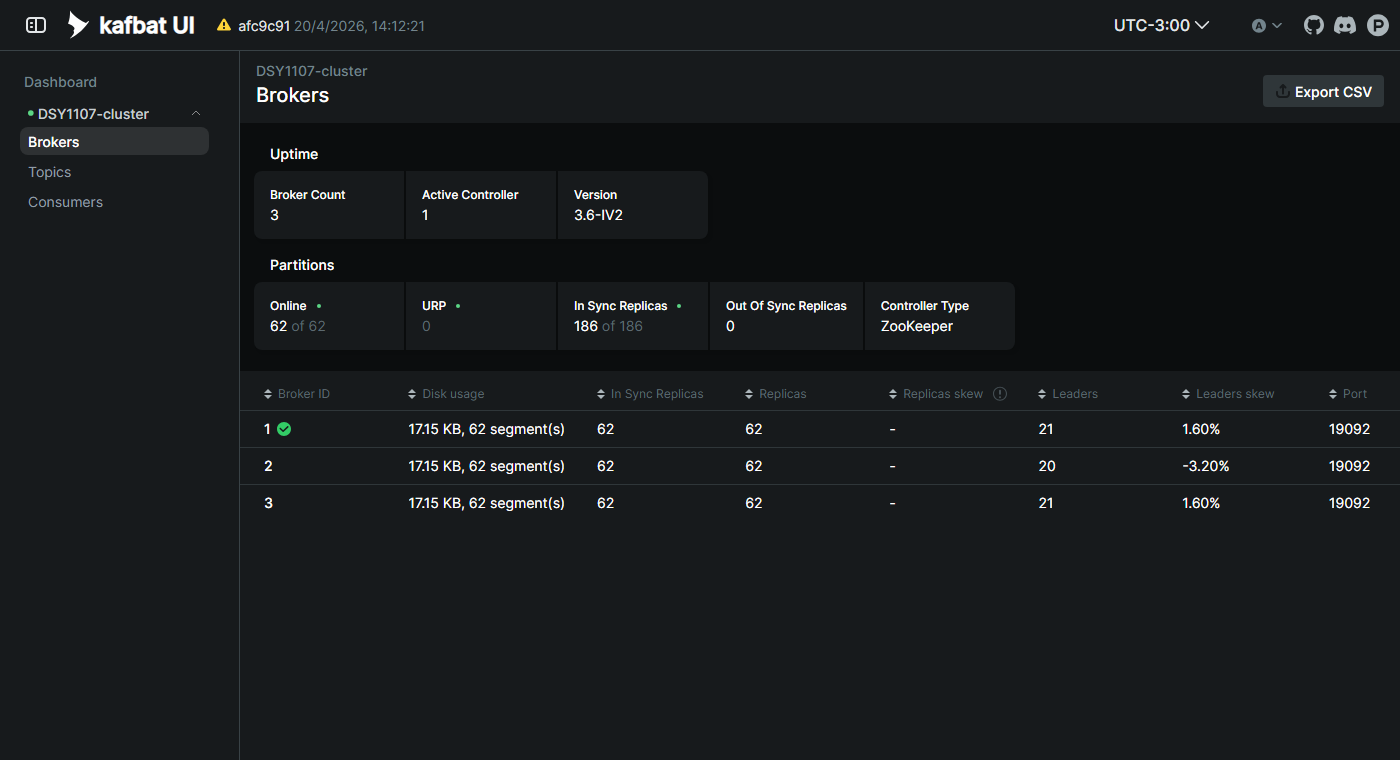 kafbat UI afc9c91 20/4/2026, 14:12:21 UTC-3:00 A P
Dashboard
DSY1107-cluster
Brokers
Topics
Consumers
DSY1107-cluster
Brokers
Export CSV
Uptime
Broker Count Active Controller Version
3 1 3.6-IV2
Partitions
Online URP In Sync Replicas Out Of Sync Replicas Controller Type
62 of 62 0 186 of 186 0 ZooKeeper
Broker ID Disk usage In Sync Replicas Replicas Replicas skew Leaders Leaders skew Port
1 17.15 KB, 62 segment(s) 62 62 - 21 1.60% 19092
2 17.15 KB, 62 segment(s) 62 62 - 20 -3.20% 19092
3 17.15 KB, 62 segment(s) 62 62 - 21 1.60% 19092